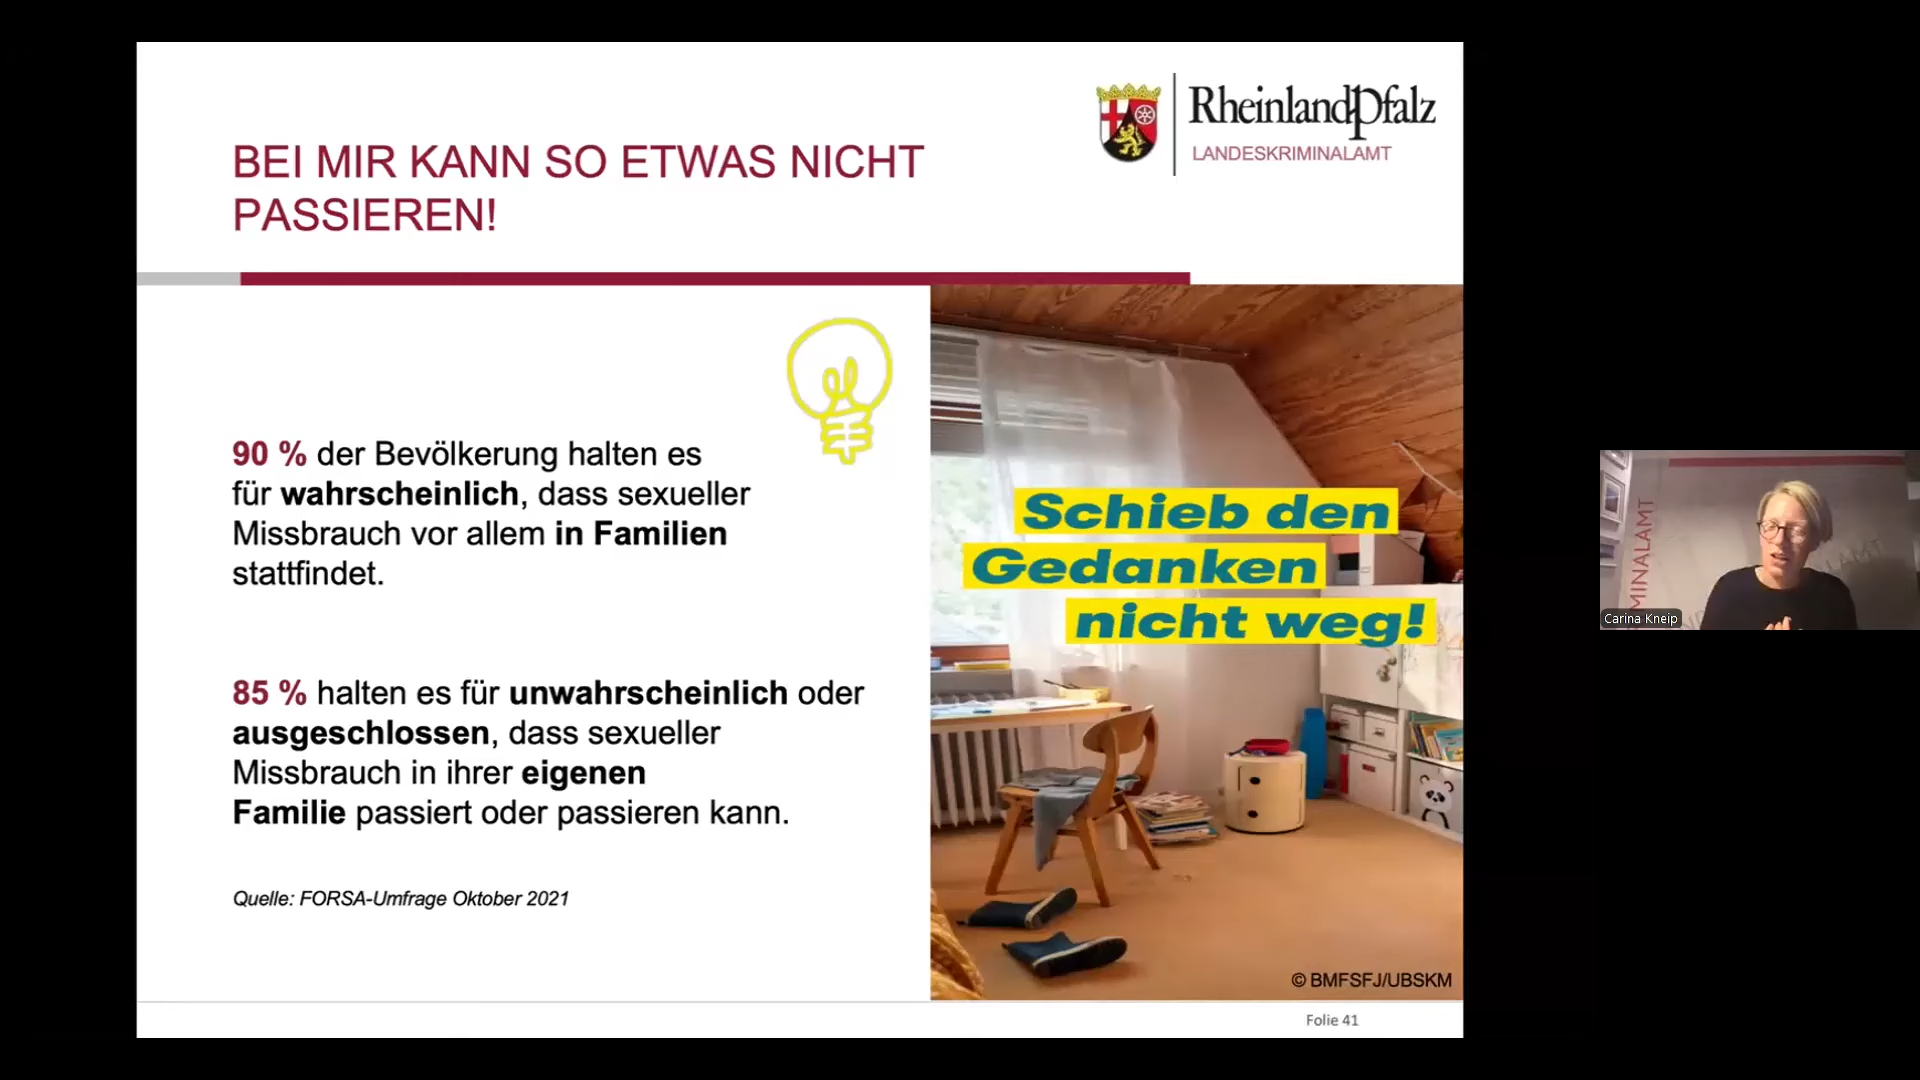 BEI MIR KANN SO ETWAS NICHT
PASSIEREN!
RheinlandPfalz
LANDESKRIMINALAMT
90 % der Bevölkerung halten es
für wahrscheinlich, dass sexueller
Missbrauch vor allem in Familien
stattfindet.
85 % halten es für unwahrscheinlich oder
ausgeschlossen, dass sexueller
Missbrauch in ihrer eigenen
Familie passiert oder passieren kann.
Quelle: FORSA-Umfrage Oktober 2021
Schieb den
Gedanken
nicht weg!
© BMFSFJ/UBSKM
Folie 41
MINALAMT
Carina Kneip